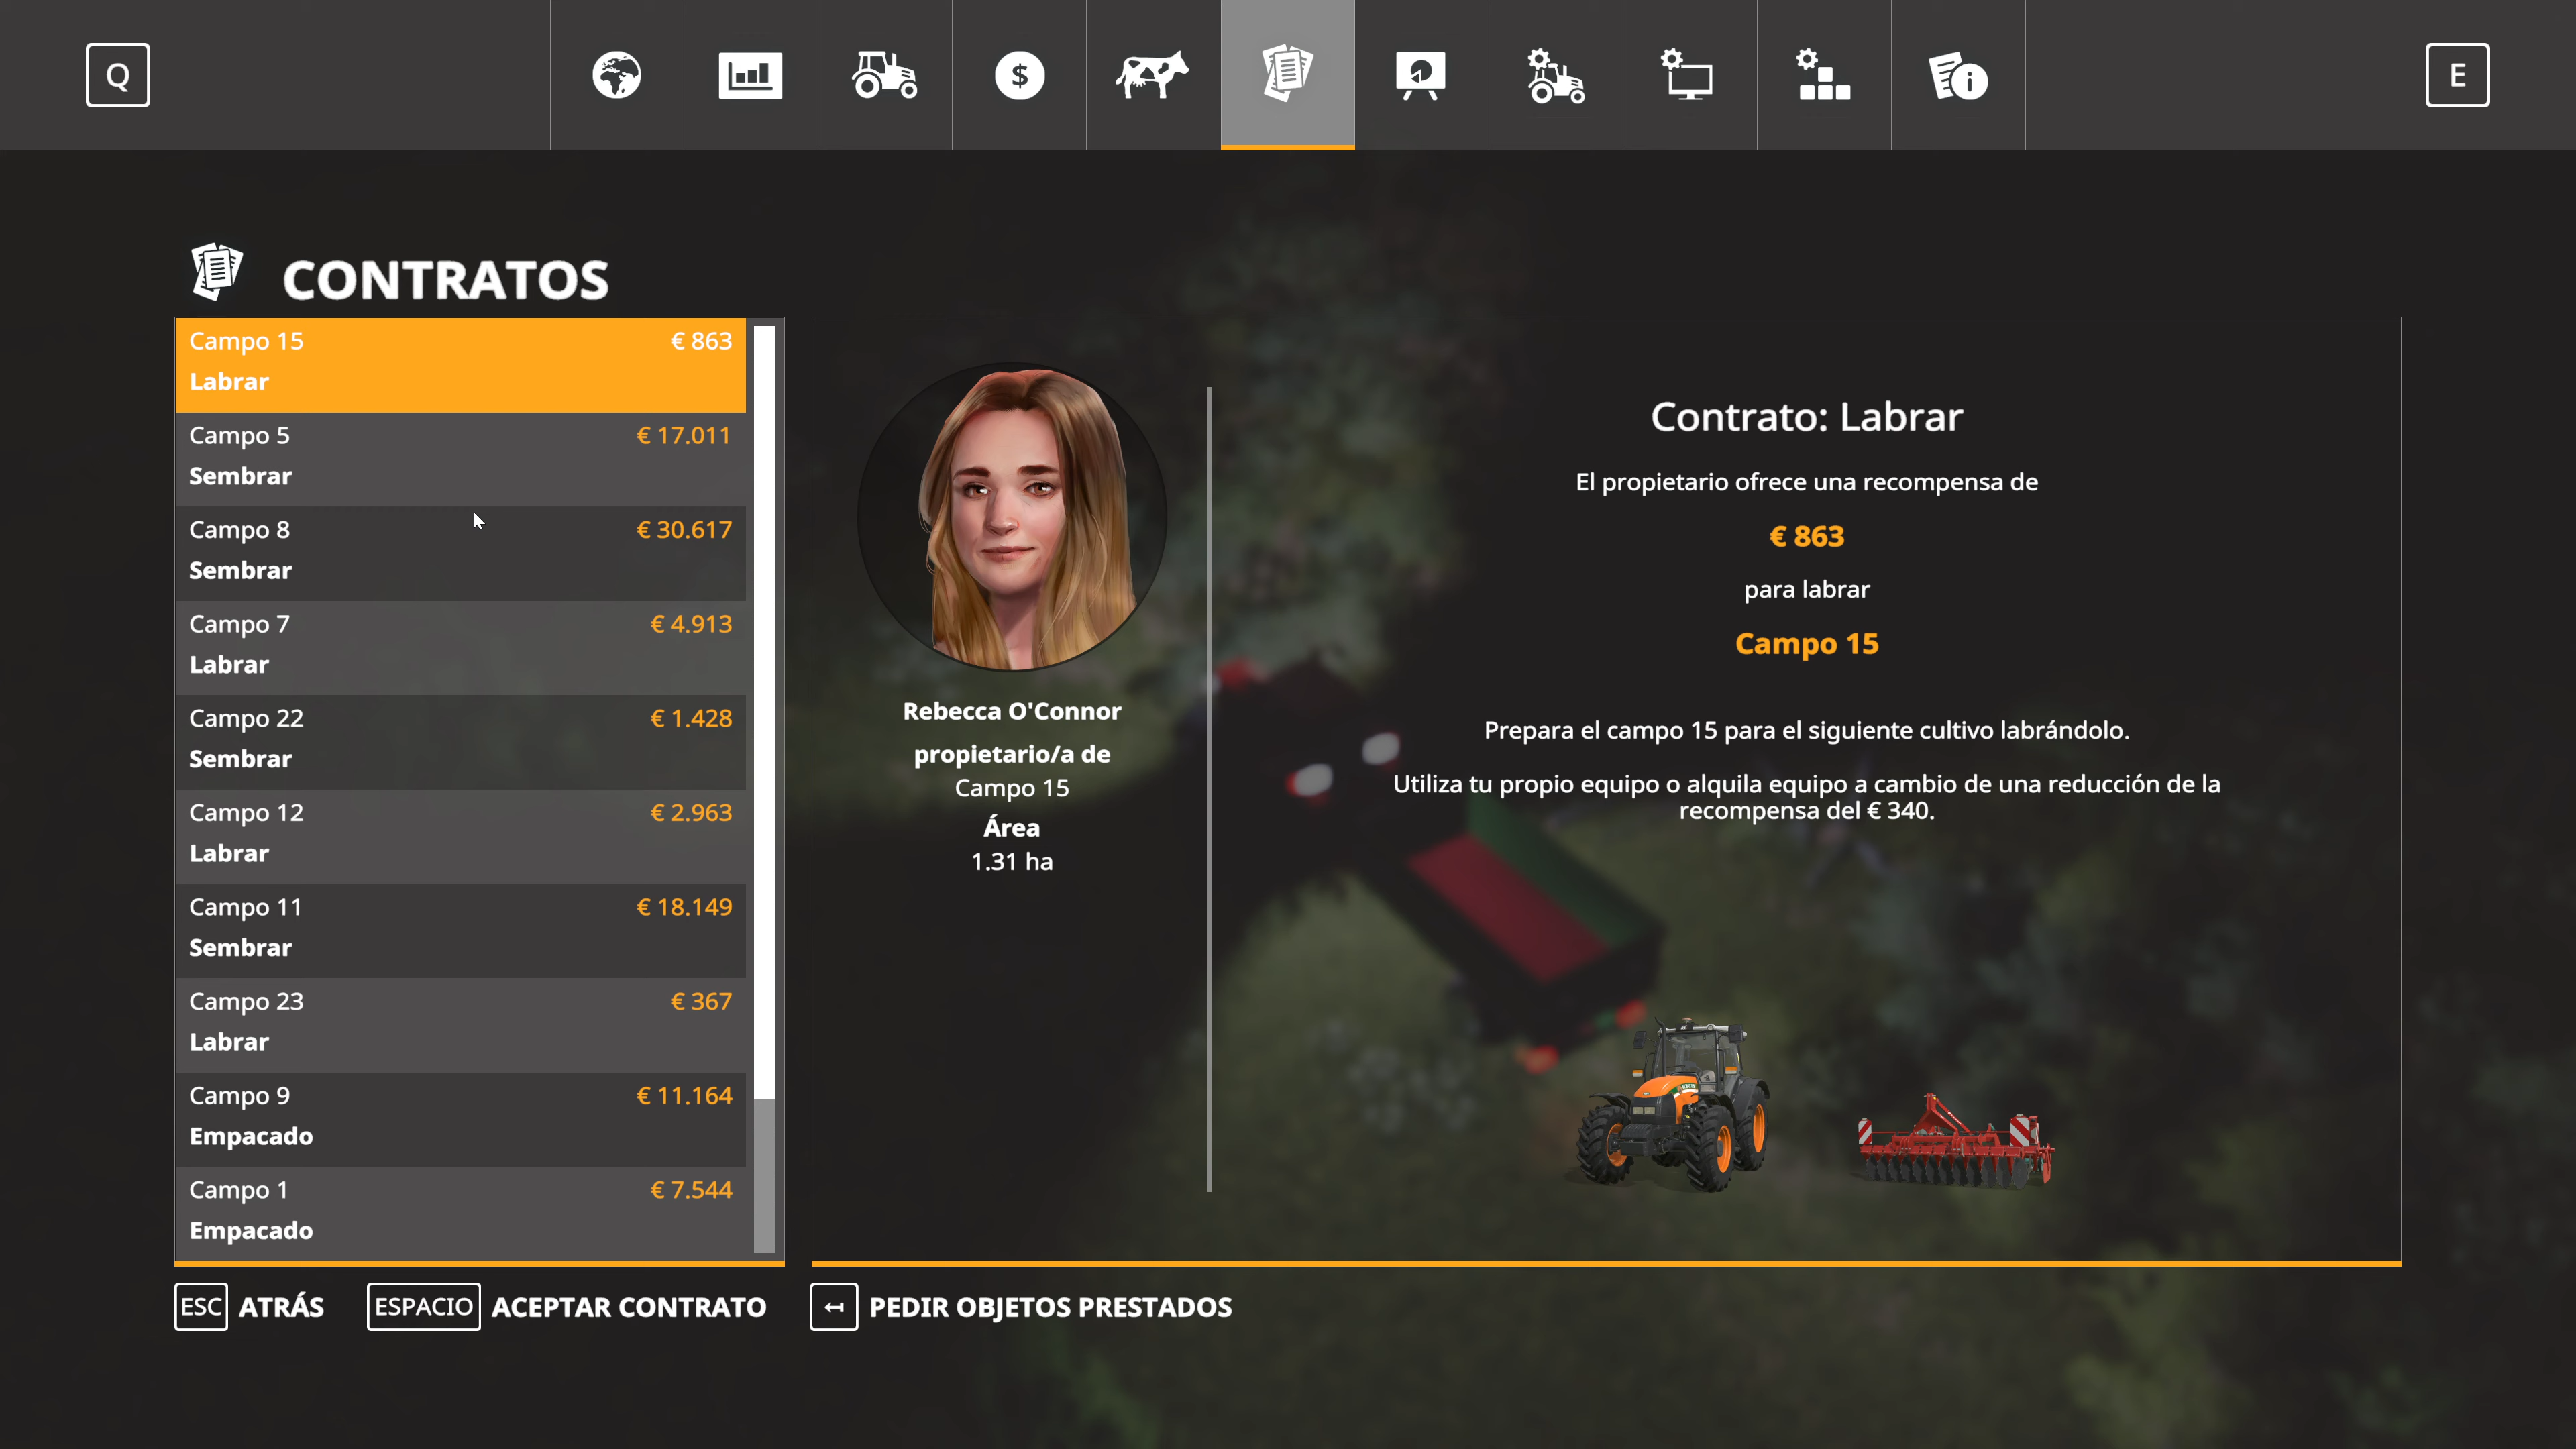 Q
E
CONTRATOS
Campo 15 € 863
Labrar
Campo 5 € 17.011
Sembrar
Campo 8 € 30.617
Sembrar
Campo 7 € 4.913
Labrar
Campo 22 € 1.428
Sembrar
Campo 12 € 2.963
Labrar
Campo 11 € 18.149
Sembrar
Campo 23 € 367
Labrar
Campo 9 € 11.164
Empacado
Campo 1 € 7.544
Empacado
Rebecca O'Connor
propietario/a de
Campo 15
Área
1.31 ha
Contrato: Labrar
El propietario ofrece una recompensa de
€ 863
para labrar
Campo 15
Prepara el campo 15 para el siguiente cultivo labrándolo.
Utiliza tu propio equipo o alquila equipo a cambio de una reducción de la
recompensa del € 340.
ESC ATRÁS ESPACIO ACEPTAR CONTRATO PEDIR OBJETOS PRESTADOS